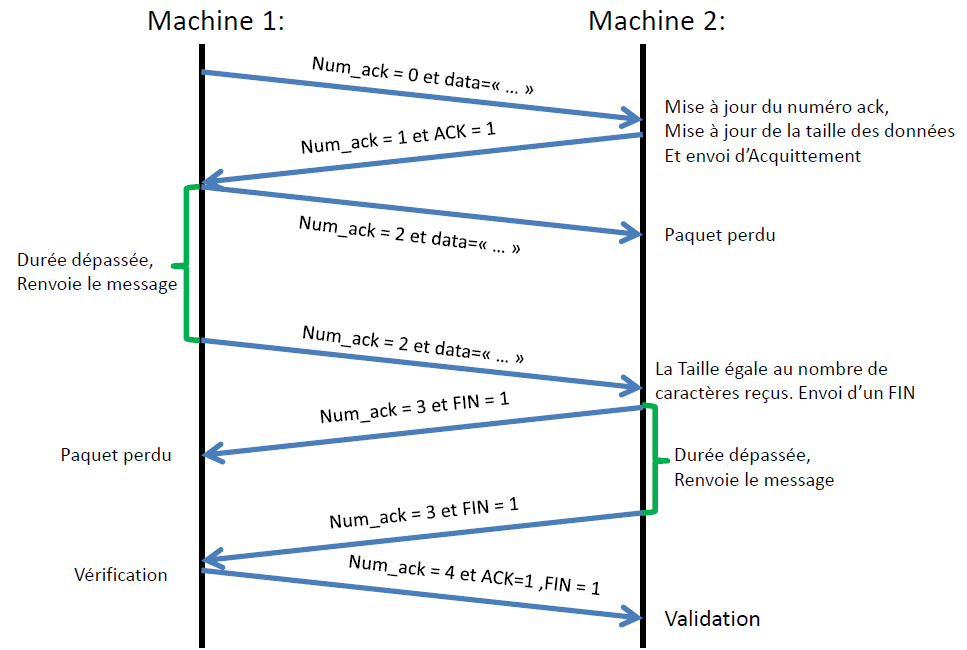 Machine 1:
Machine 2:
Num_ack = 0 et data=« ... »
Mise à jour du numéro ack,
Mise à jour de la taille des données
Et envoi d’Acquittement
Num_ack = 1 et ACK = 1
Num_ack = 2 et data=« ... »
Paquet perdu
Durée dépassée,
Renvoie le message
Num_ack = 2 et data=« ... »
La Taille égale au nombre de
caractères reçus. Envoi d’un FIN
Num_ack = 3 et FIN = 1
Paquet perdu
Durée dépassée,
Renvoie le message
Num_ack = 3 et FIN = 1
Vérification
Num_ack = 4 et ACK=1 ,FIN = 1
Validation